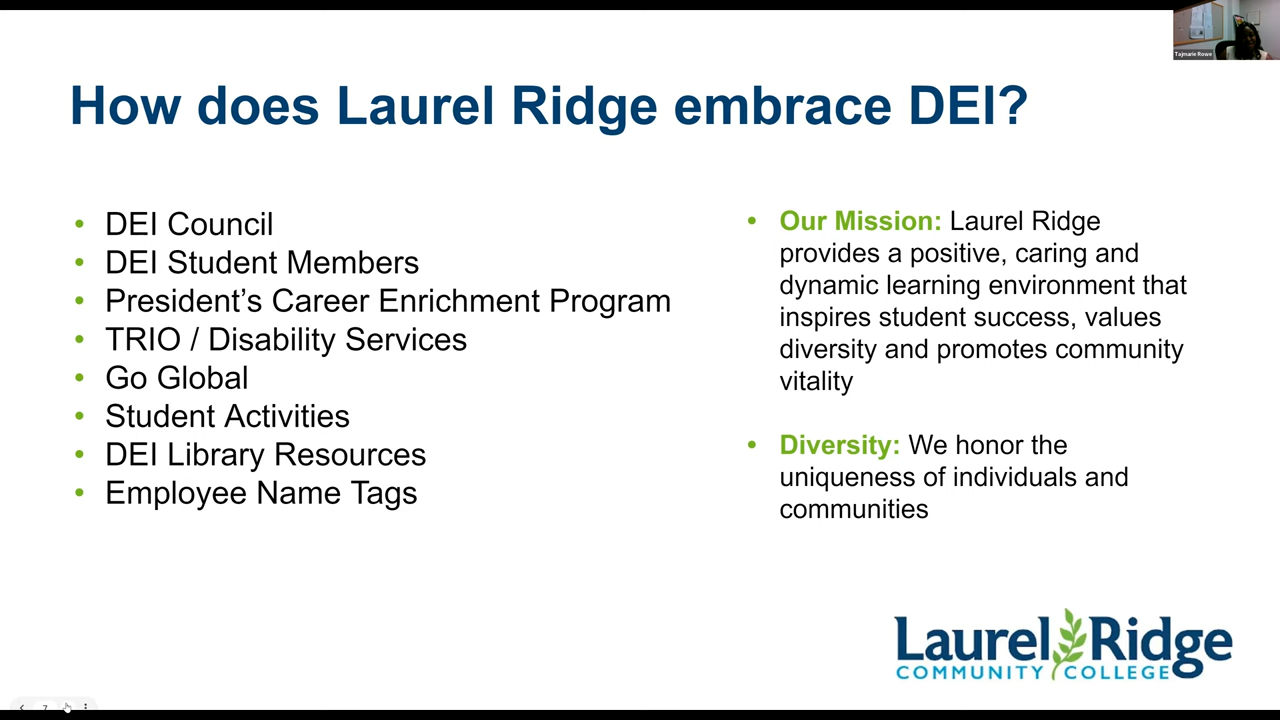 Tajmarie Rowe
How does Laurel Ridge embrace DEI?
• DEI Council
• DEI Student Members
• President’s Career Enrichment Program
• TRIO / Disability Services
• Go Global
• Student Activities
• DEI Library Resources
• Employee Name Tags
• Our Mission: Laurel Ridge
provides a positive, caring and
dynamic learning environment that
inspires student success, values
diversity and promotes community
vitality
• Diversity: We honor the
uniqueness of individuals and
communities
Laurel Ridge
COMMUNITY COLLEGE
7